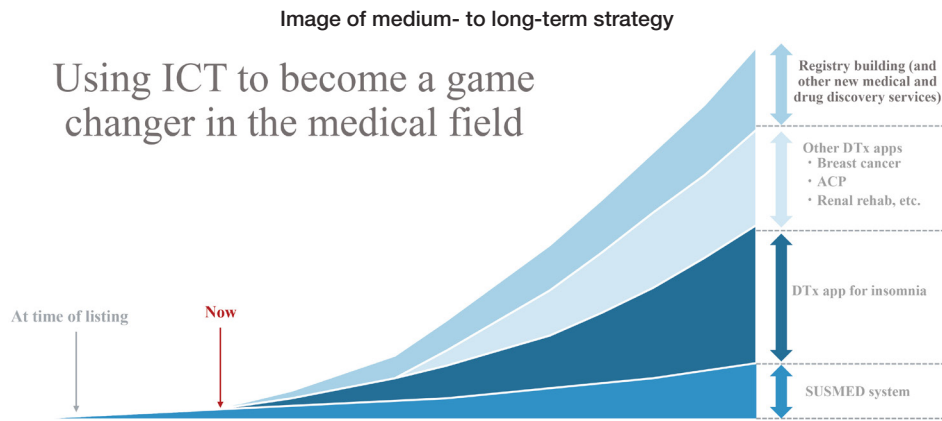 Image of medium- to long-term strategy
Using ICT to become a game
changer in the medical field
Registry building (and
other new medical and
drug discovery services)
Other DTx apps
・Breast cancer
・ACP
・Renal rehab, etc.
DTx app for insomnia
At time of listing
Now
SUSMED system